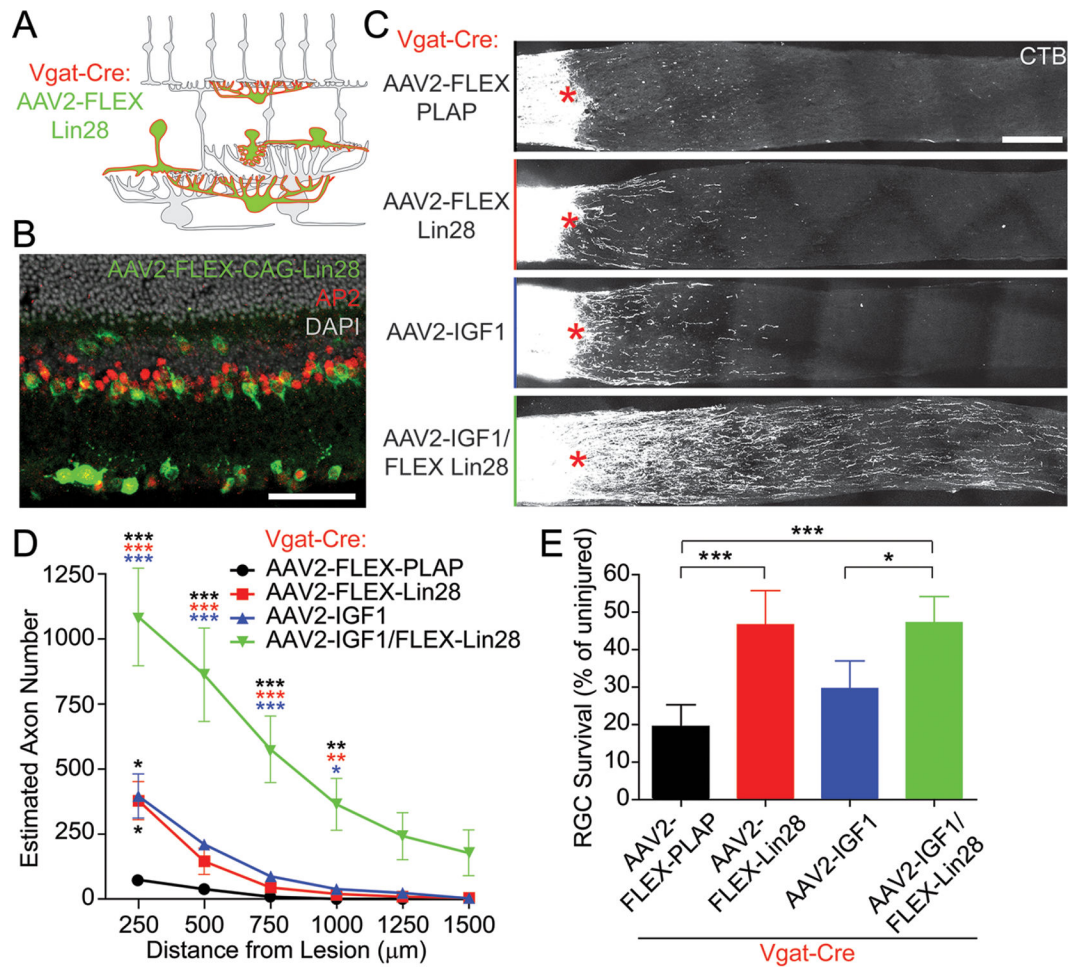 A
Vgat-Cre:
AAV2-FLEX
Lin28
B
AAV2-FLEX-CAG-Lin28
AP2
DAPI
C
Vgat-Cre:
CTB
AAV2-FLEX
PLAP
*
AAV2-FLEX
Lin28
*
AAV2-IGF1
*
AAV2-IGF1/
FLEX Lin28
*
D
Vgat-Cre:
AAV2-FLEX-PLAP
AAV2-FLEX-Lin28
AAV2-IGF1
AAV2-IGF1/FLEX-Lin28
***
***
***
***
***
***
***
***
***
**
**
*
*
*
Estimated Axon Number
1250
1000
750
500
250
0
250 500 750 1000 1250 1500
Distance from Lesion (μm)
E
***
***
*
RGC Survival (% of uninjured)
60
50
40
30
20
10
0
AAV2-
FLEX-PLAP
AAV2-
FLEX-Lin28
AAV2-IGF1
AAV2-IGF1/
FLEX-Lin28
Vgat-Cre